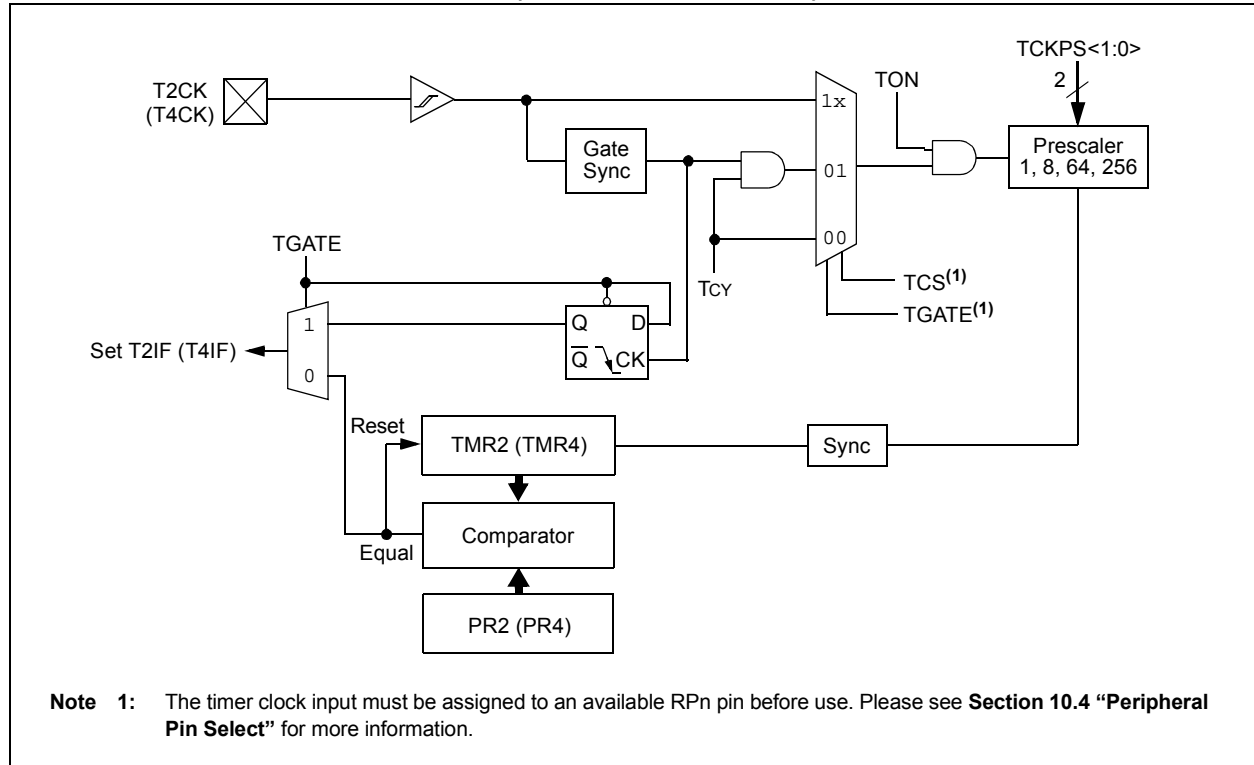 TCKPS<1:0>
2
T2CK
(T4CK)
TON
1x
Gate
Sync
01
Prescaler
1, 8, 64, 256
00
TGATE
TCY
TCS(1)
TGATE(1)
1
Q D
Q CK
Set T2IF (T4IF)
0
Reset
TMR2 (TMR4)
Sync
Equal
Comparator
PR2 (PR4)
Note 1: The timer clock input must be assigned to an available RPn pin before use. Please see Section 10.4 “Peripheral
Pin Select” for more information.